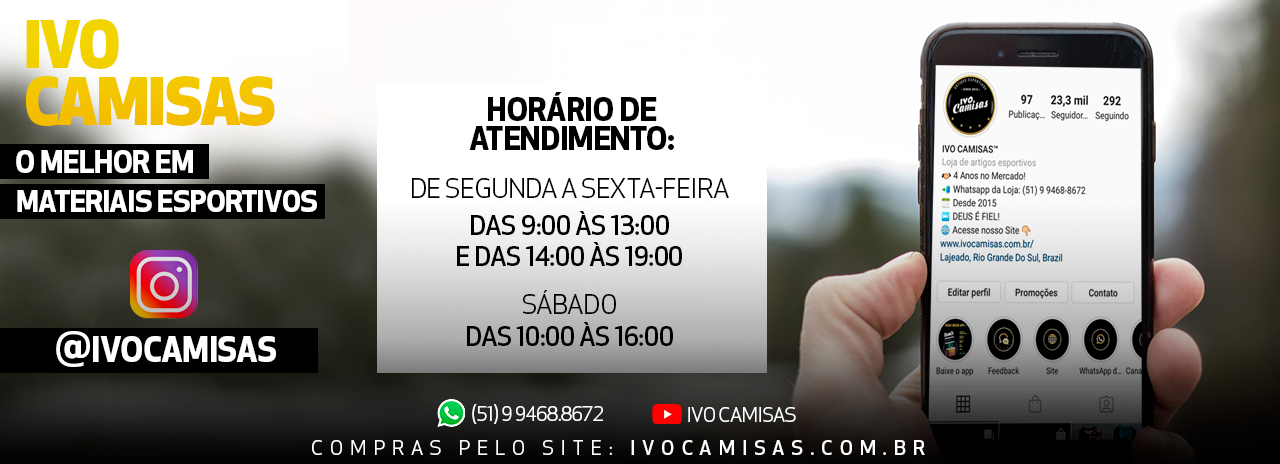 IVO
CAMISAS
O MELHOR EM
MATERIAIS ESPORTIVOS
@IVOCAMISAS
HORÁRIO DE
ATENDIMENTO:
DE SEGUNDA A SEXTA-FEIRA
DAS 9:00 ÀS 13:00
E DAS 14:00 ÀS 19:00
SÁBADO
DAS 10:00 ÀS 16:00
(51) 9 9468.8672
IVO CAMISAS
COMPRAS PELO SITE: IVOCAMISAS.COM.BR
IVO
Camisas
97 23,3 mil 292
Publicaç... Seguidor... Seguindo
IVO CAMISAS™
Loja de artigos esportivos
4 Anos no Mercado!
Whatsapp da Loja: (51) 9 9468-8672
Desde 2015
DEUS É FIEL!
Acesse nosso Site
www.ivocamisas.com.br/
Lajeado, Rio Grande Do Sul, Brazil
Editar perfil Promoções Contato
Baixe o app Feedback Site WhatsApp d... Cana